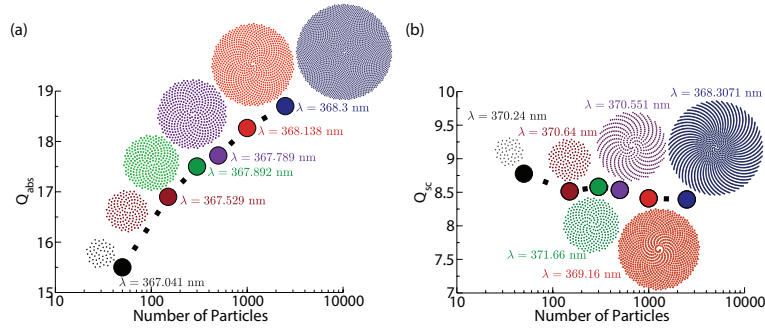 (a)
19
18
17
16
15
Q_abs
10
100
1000
10000
Number of Particles
λ = 368.3 nm
λ = 368.138 nm
λ = 367.789 nm
λ = 367.892 nm
λ = 367.529 nm
λ = 367.041 nm
(b)
10
9.5
9
8.5
8
7.5
7
Q_sc
10
100
1000
10000
Number of Particles
λ = 370.24 nm
λ = 370.64 nm
λ = 370.551 nm
λ = 368.3071 nm
λ = 371.66 nm
λ = 369.16 nm